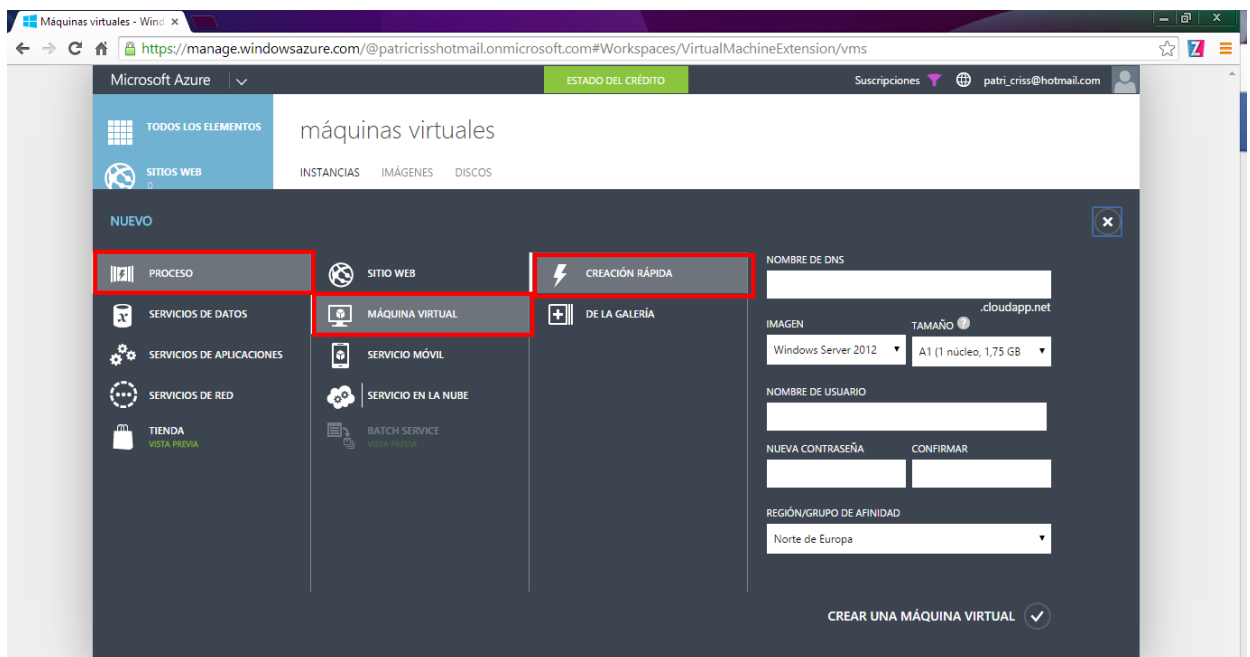 Máquinas virtuales - Wind
https://manage.windowsazure.com/@patricrisshotmail.onmicrosoft.com#Workspaces/VirtualMachineExtension/vms
Microsoft Azure
ESTADO DEL CRÉDITO
Suscripciones
patri_criss@hotmail.com
TODOS LOS ELEMENTOS
SITIOS WEB
0
máquinas virtuales
INSTANCIAS IMÁGENES DISCOS
NUEVO
PROCESO
SERVICIOS DE DATOS
SERVICIOS DE APLICACIONES
SERVICIOS DE RED
TIENDA
VISTA PREVIA
SITIO WEB
MÁQUINA VIRTUAL
SERVICIO MÓVIL
SERVICIO EN LA NUBE
BATCH SERVICE
VISTA PREVIA
CREACIÓN RÁPIDA
DE LA GALERÍA
NOMBRE DE DNS
.cloudapp.net
IMAGEN
TAMAÑO
Windows Server 2012
A1 (1 núcleo, 1,75 GB
NOMBRE DE USUARIO
NUEVA CONTRASEÑA
CONFIRMAR
REGIÓN/GRUPO DE AFINIDAD
Norte de Europa
CREAR UNA MÁQUINA VIRTUAL